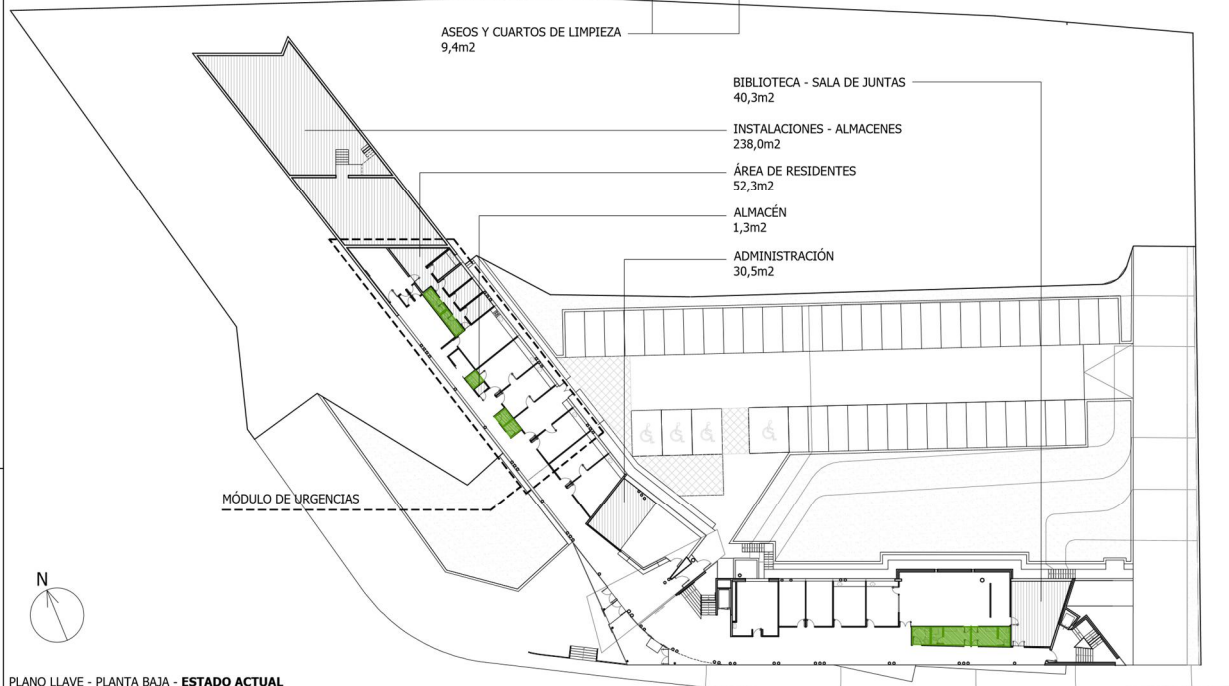 ASEOS Y CUARTOS DE LIMPIEZA
9,4m2
BIBLIOTECA - SALA DE JUNTAS
40,3m2
INSTALACIONES - ALMACENES
238,0m2
ÁREA DE RESIDENTES
52,3m2
ALMACÉN
1,3m2
ADMINISTRACIÓN
30,5m2
MÓDULO DE URGENCIAS
N
PLANO LLAVE - PLANTA BAJA - ESTADO ACTUAL